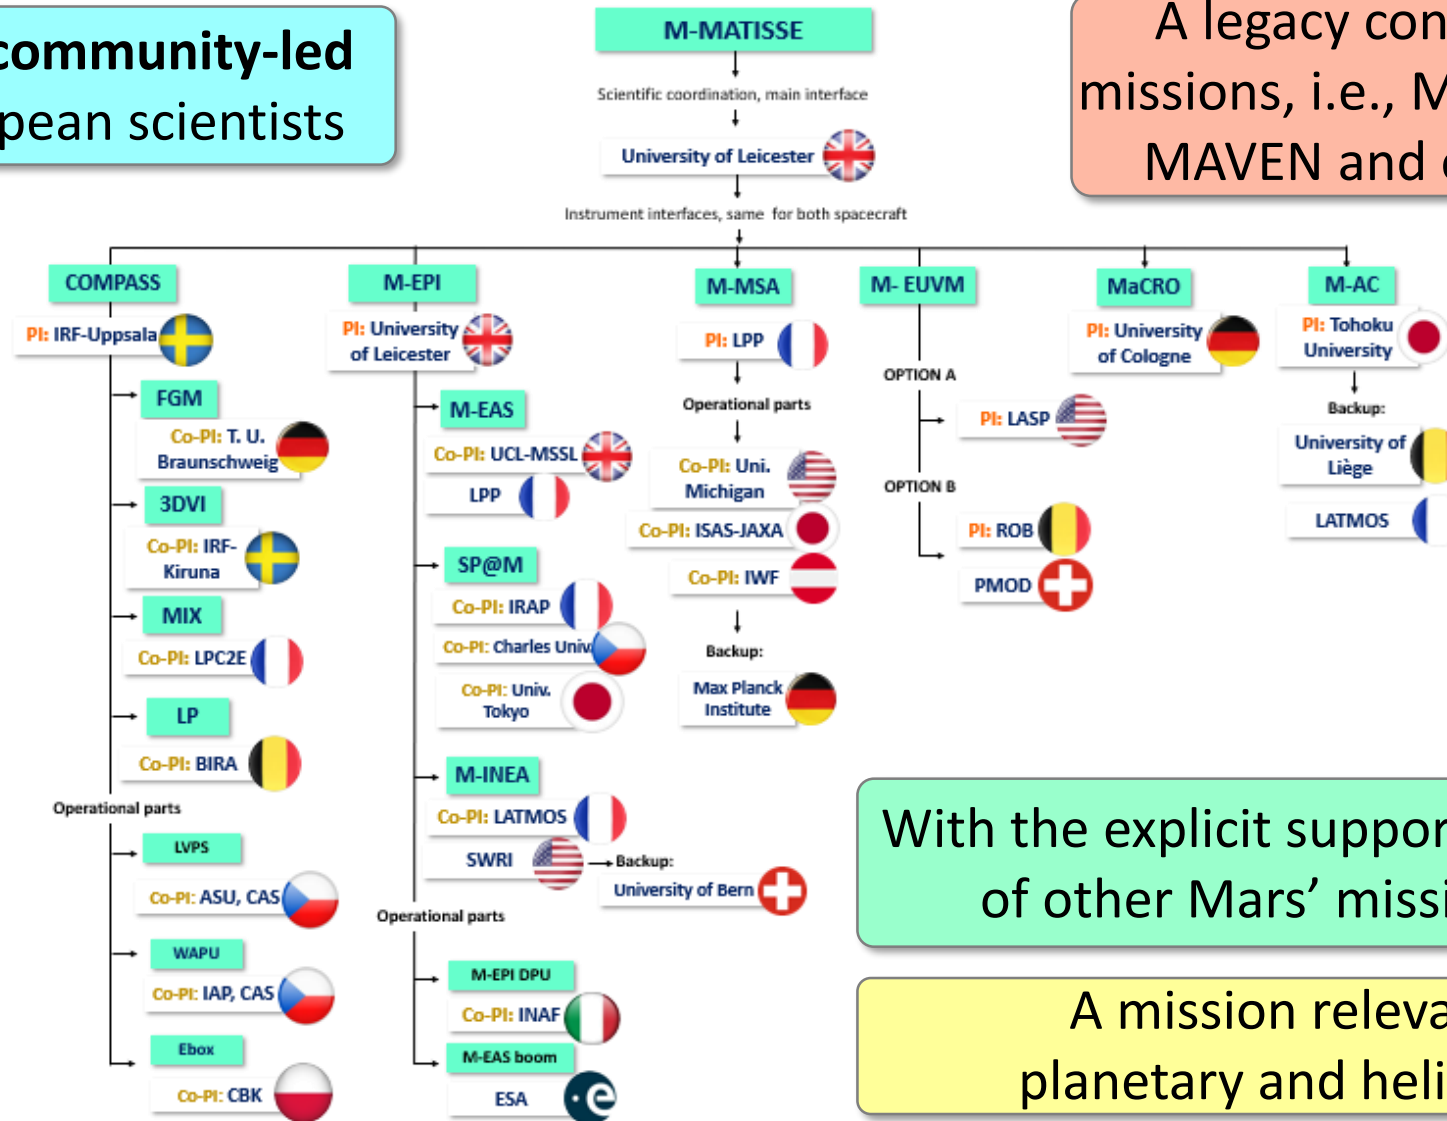 community-led
pean scientists
M-MATISSE
Scientific coordination, main interface
University of Leicester
Instrument interfaces, same for both spacecraft
A legacy con
missions, i.e., M
MAVEN and
COMPASS
PI: IRF-Uppsala
FGM
Co-PI: T. U.
Braunschweig
3DVI
Co-PI: IRF-
Kiruna
MIX
Co-PI: LPC2E
LP
Co-PI: BIRA
Operational parts
LVPS
Co-PI: ASU, CAS
WAPU
Co-PI: IAP, CAS
Ebox
Co-PI: CBK
M-EPI
PI: University
of Leicester
M-EAS
Co-PI: UCL-MSSL
LPP
SP@M
Co-PI: IRAP
Co-PI: Charles Univ.
Co-PI: Univ.
Tokyo
M-INEA
Co-PI: LATMOS
SWRI
Backup:
University of Bern
Operational parts
M-EPI DPU
Co-PI: INAF
M-EAS boom
ESA
M-MSA
PI: LPP
Operational parts
Co-PI: Uni.
Michigan
Co-PI: ISAS-JAXA
Co-PI: IWF
Backup:
Max Planck
Institute
M- EUVM
OPTION A
PI: LASP
OPTION B
PI: ROB
PMOD
MaCRO
PI: University
of Cologne
M-AC
PI: Tohoku
University
Backup:
University of
Liège
LATMOS
With the explicit suppor
of other Mars’ missi
A mission releva
planetary and heli